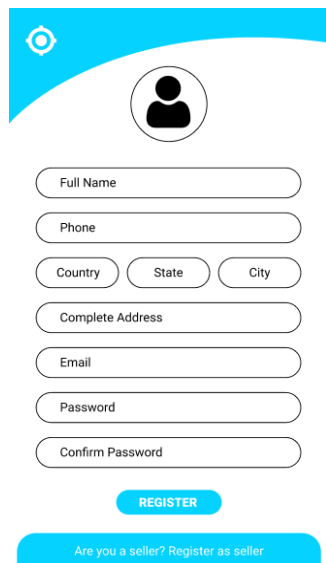 Full Name
Phone
Country State City
Complete Address
Email
Password
Confirm Password
REGISTER
Are you a seller? Register as seller